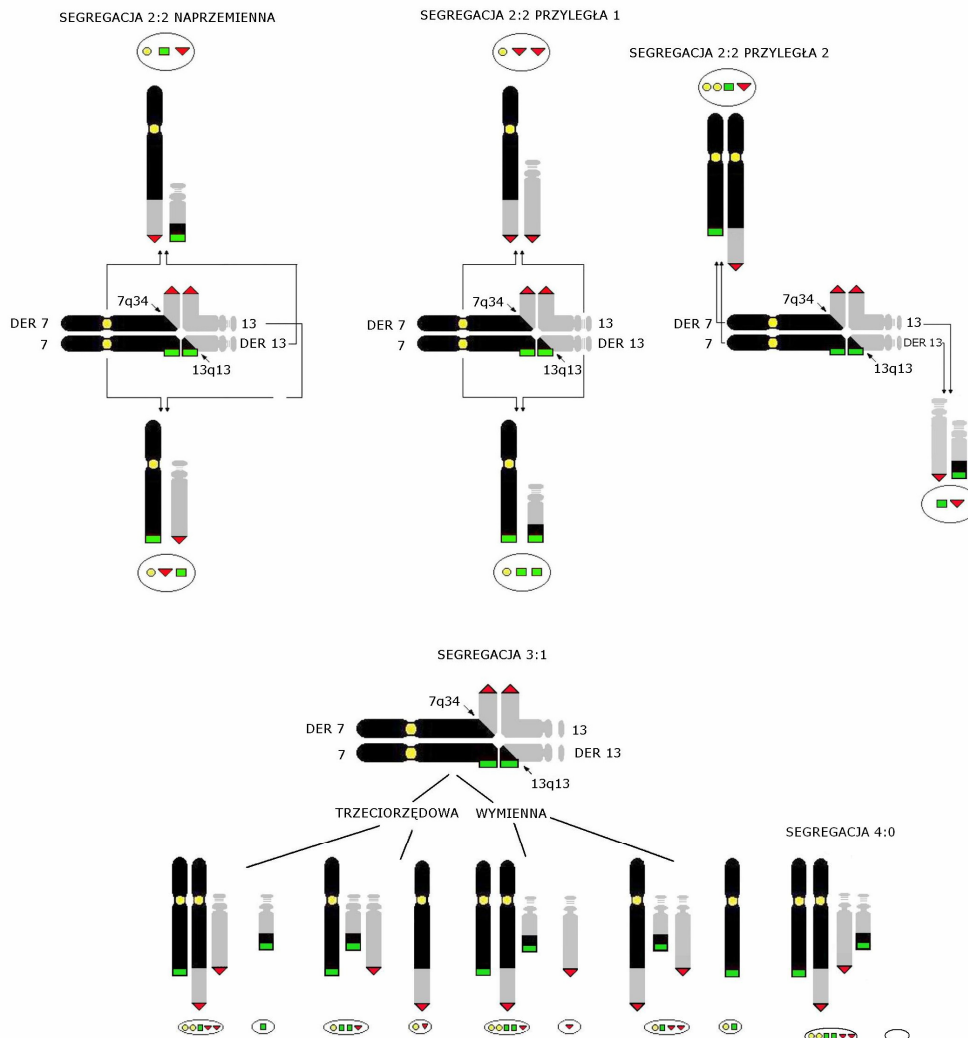 SEGREGACJA 2:2 NAPRZEMIENNA
7q34
DER 7
13
7
DER 13
13q13
SEGREGACJA 2:2 PRZYLEGŁA 1
7q34
DER 7
13
7
DER 13
13q13
SEGREGACJA 2:2 PRZYLEGŁA 2
7q34
DER 7
13
7
DER 13
13q13
SEGREGACJA 3:1
7q34
DER 7
13
7
DER 13
13q13
TRZECIORZĘDOWA
WYMIENNA
SEGREGACJA 4:0